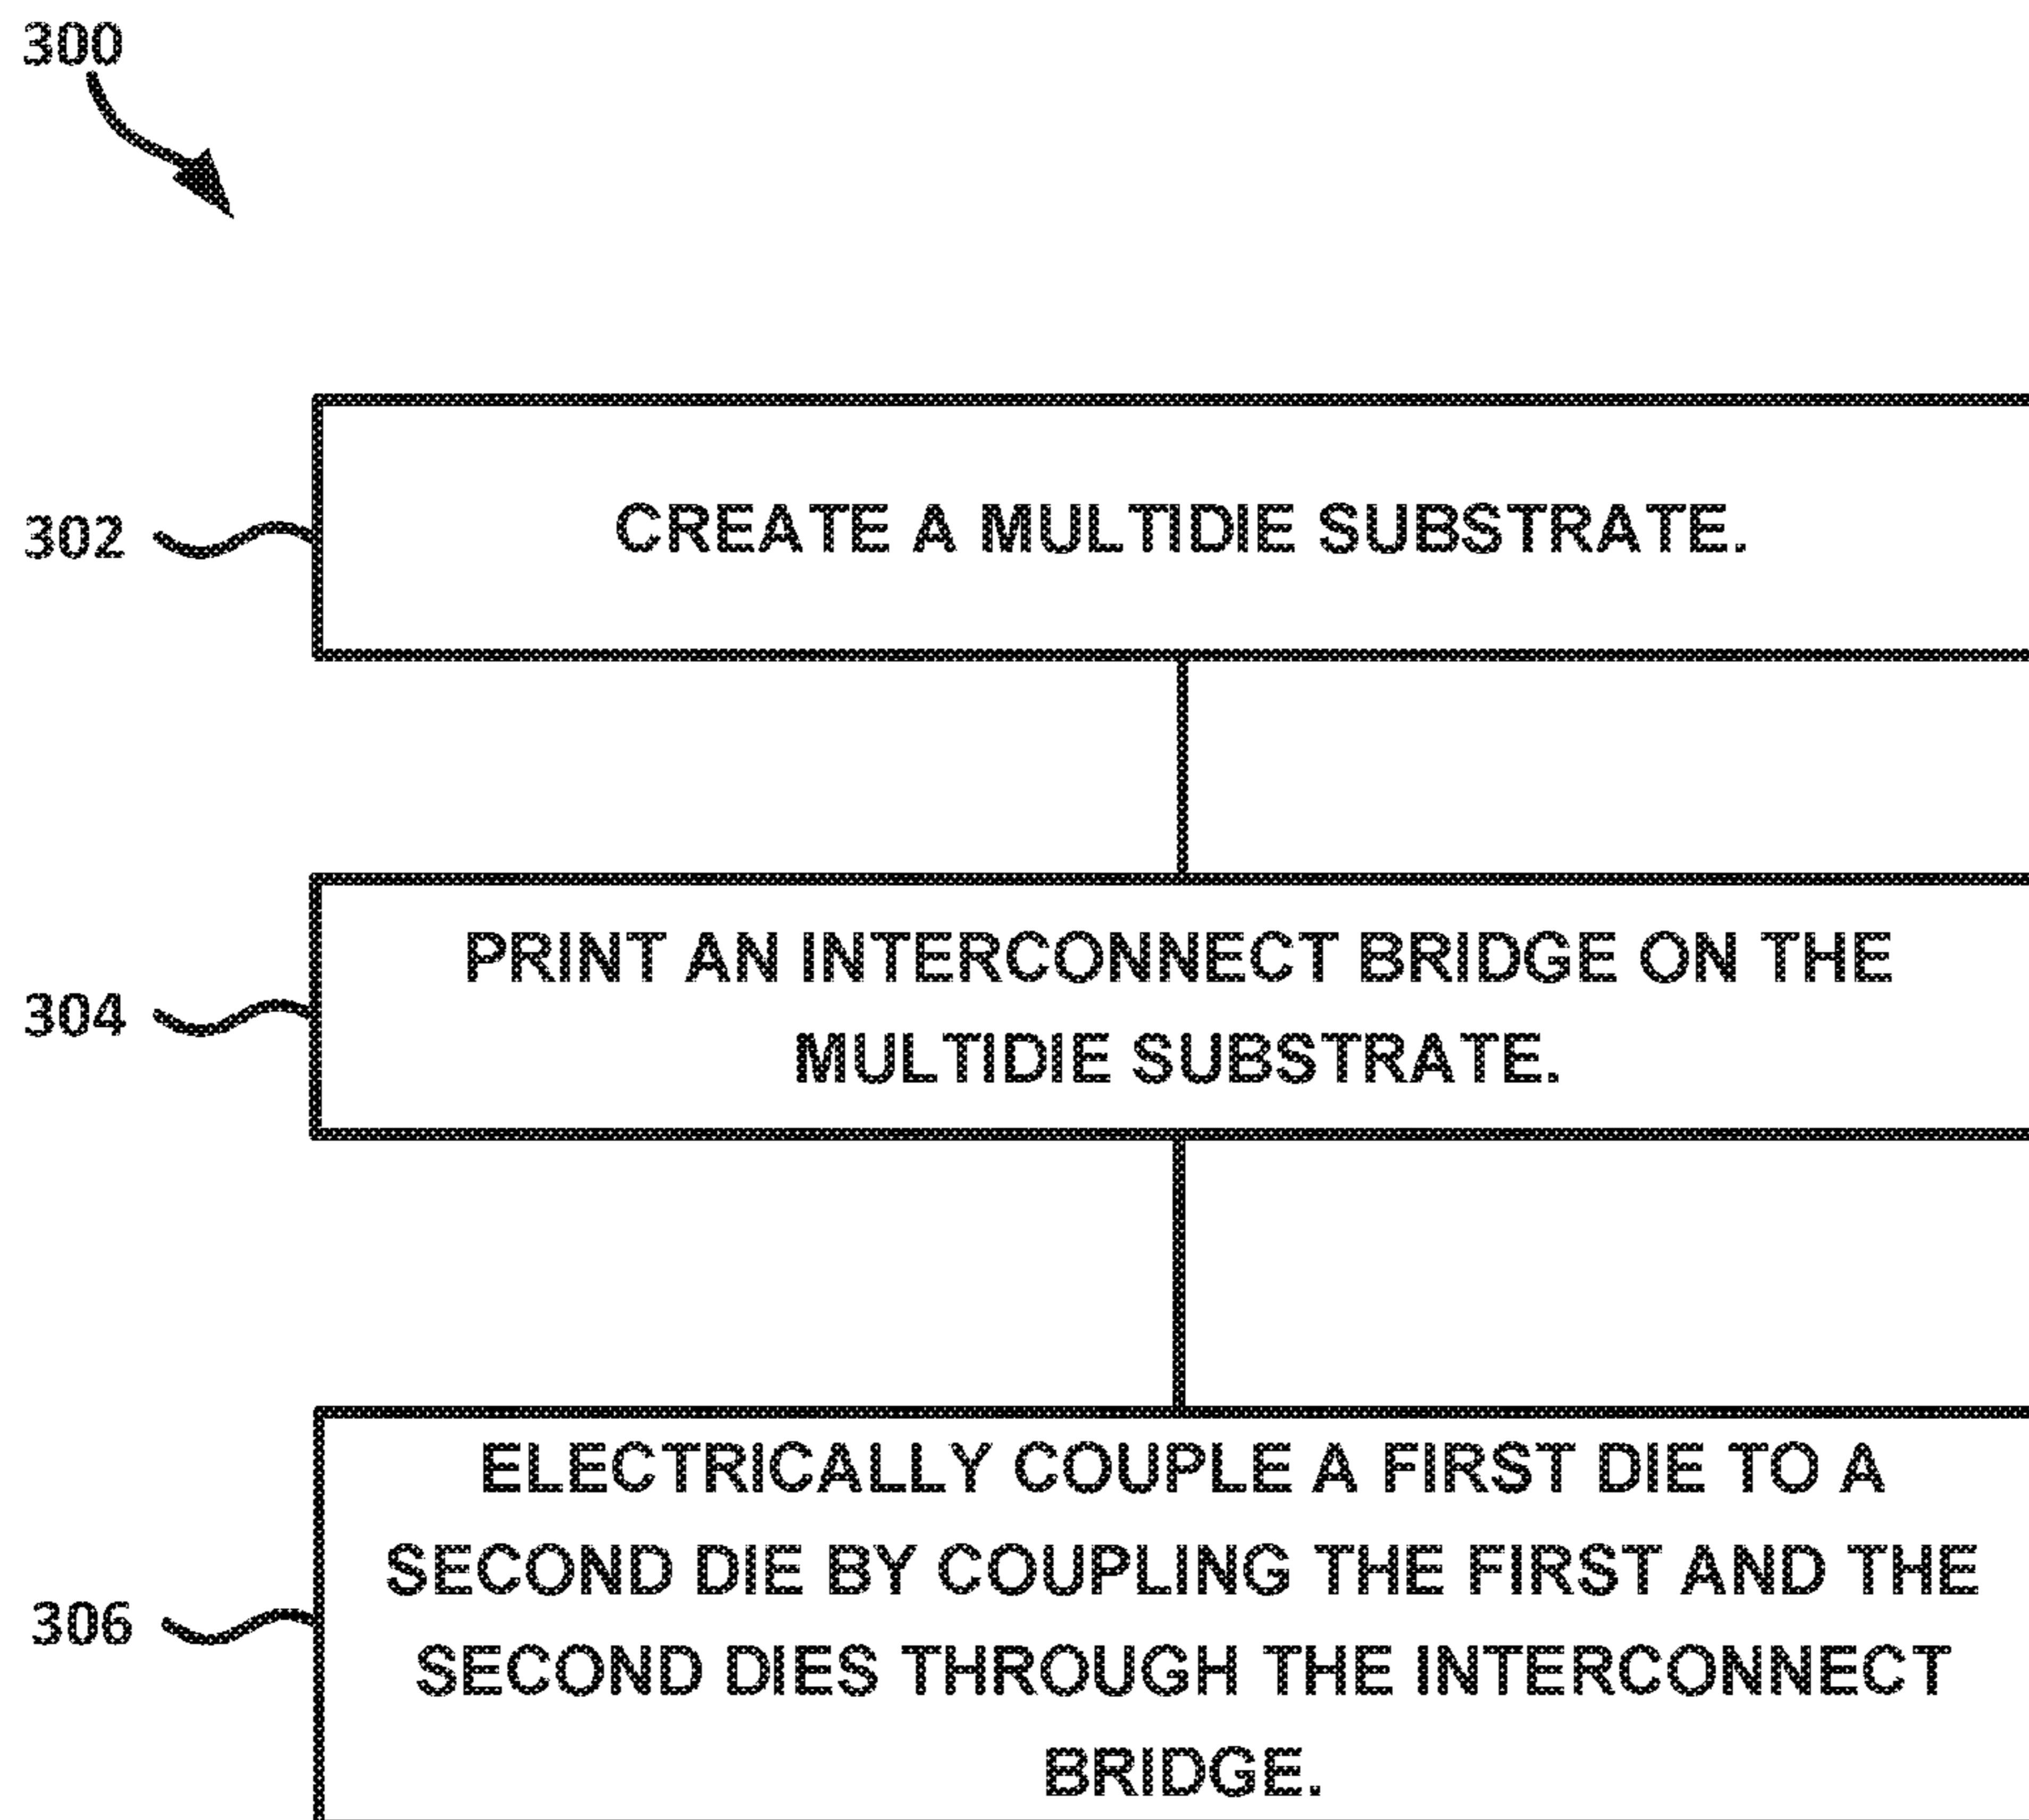 300
302
CREATE A MULTIDIE SUBSTRATE.
304
PRINT AN INTERCONNECT BRIDGE ON THE
MULTIDIE SUBSTRATE.
306
ELECTRICALLY COUPLE A FIRST DIE TO A
SECOND DIE BY COUPLING THE FIRST AND THE
SECOND DIES THROUGH THE INTERCONNECT
BRIDGE.